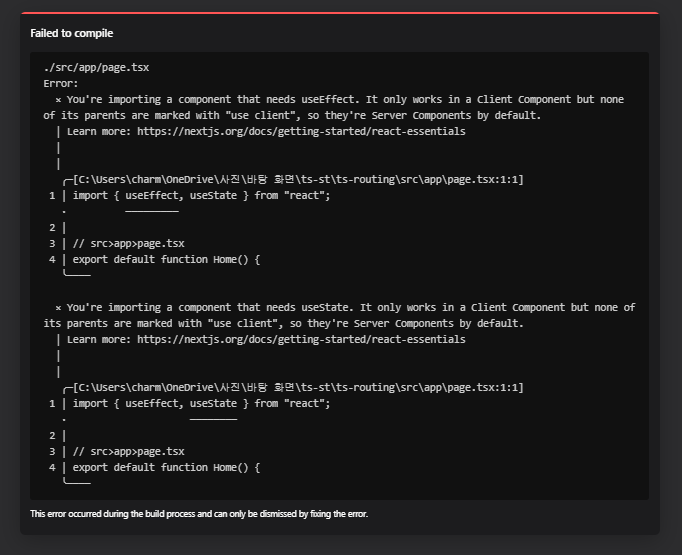 Failed to compile
./src/app/page.tsx
Error:
  × You're importing a component that needs useEffect. It only works in a Client Component but none
of its parents are marked with "use client", so they're Server Components by default.
  | Learn more: https://nextjs.org/docs/getting-started/react-essentials
  |
  |
   ╭─[C:\Users\charm\OneDrive\사진\바탕 화면\ts-st\ts-routing\src\app\page.tsx:1:1]
 1 | import { useEffect, useState } from "react";
   ·          ─────────
 2 |
 3 | // src>app>page.tsx
 4 | export default function Home() {
   ╰────
  × You're importing a component that needs useState. It only works in a Client Component but none of
its parents are marked with "use client", so they're Server Components by default.
  | Learn more: https://nextjs.org/docs/getting-started/react-essentials
  |
  |
   ╭─[C:\Users\charm\OneDrive\사진\바탕 화면\ts-st\ts-routing\src\app\page.tsx:1:1]
 1 | import { useEffect, useState } from "react";
   ·                     ────────
 2 |
 3 | // src>app>page.tsx
 4 | export default function Home() {
   ╰────
This error occurred during the build process and can only be dismissed by fixing the error.